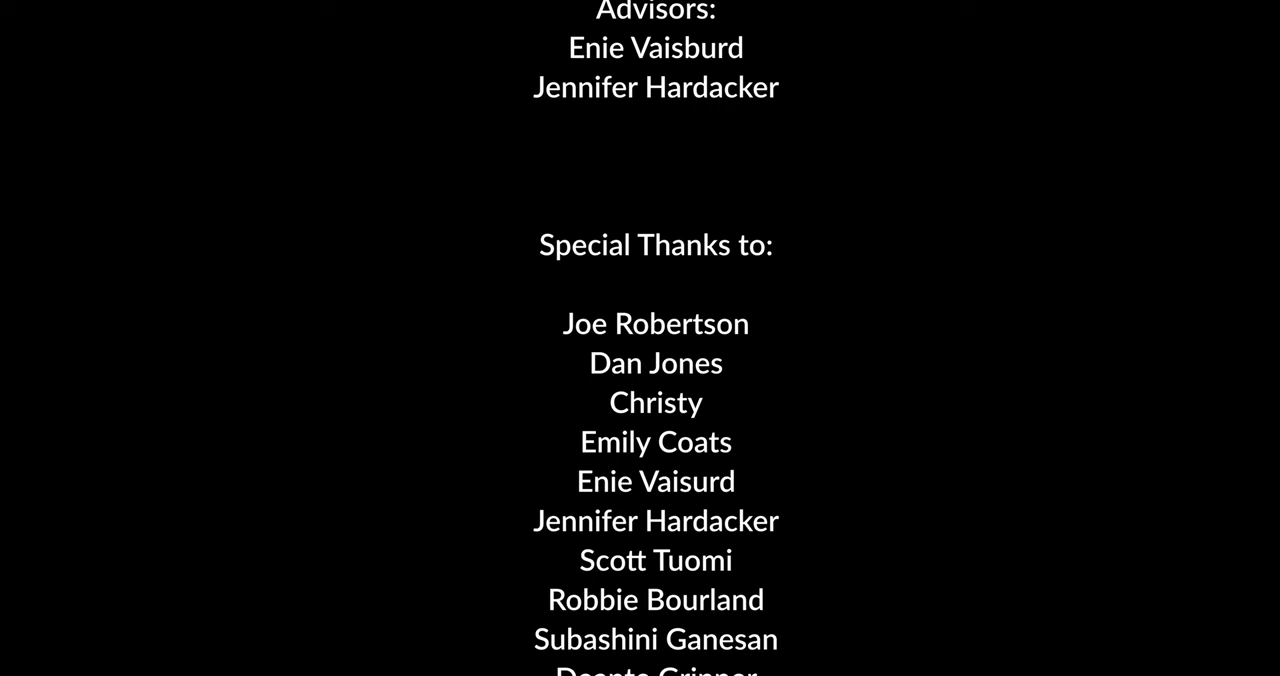 Advisors:
Enie Vaisburd
Jennifer Hardacker
Special Thanks to:
Joe Robertson
Dan Jones
Christy
Emily Coats
Enie Vaisurd
Jennifer Hardacker
Scott Tuomi
Robbie Bourland
Subashini Ganesan